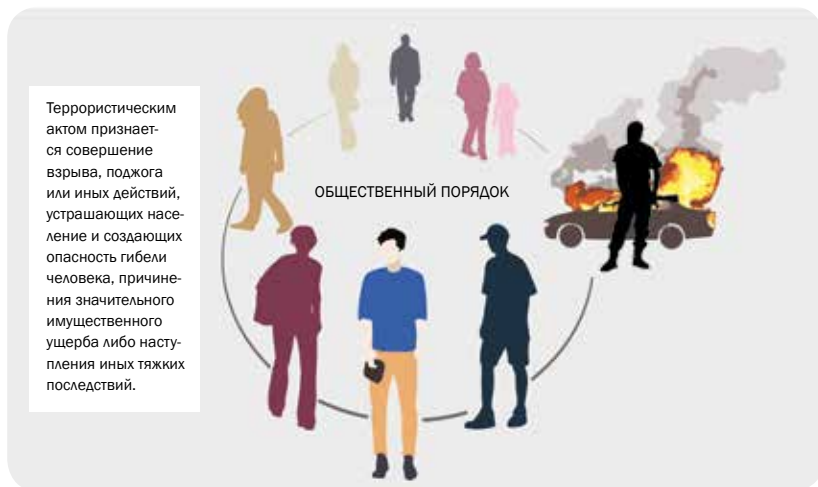 Террористическим
актом признает-
ся совершение
взрыва, поджога
или иных действий,
устрашающих насе-
ление и создающих
опасность гибели
человека, причине-
ния значительного
имущественного
ущерба либо насту-
пления иных тяжких
последствий.
ОБЩЕСТВЕННЫЙ ПОРЯДОК